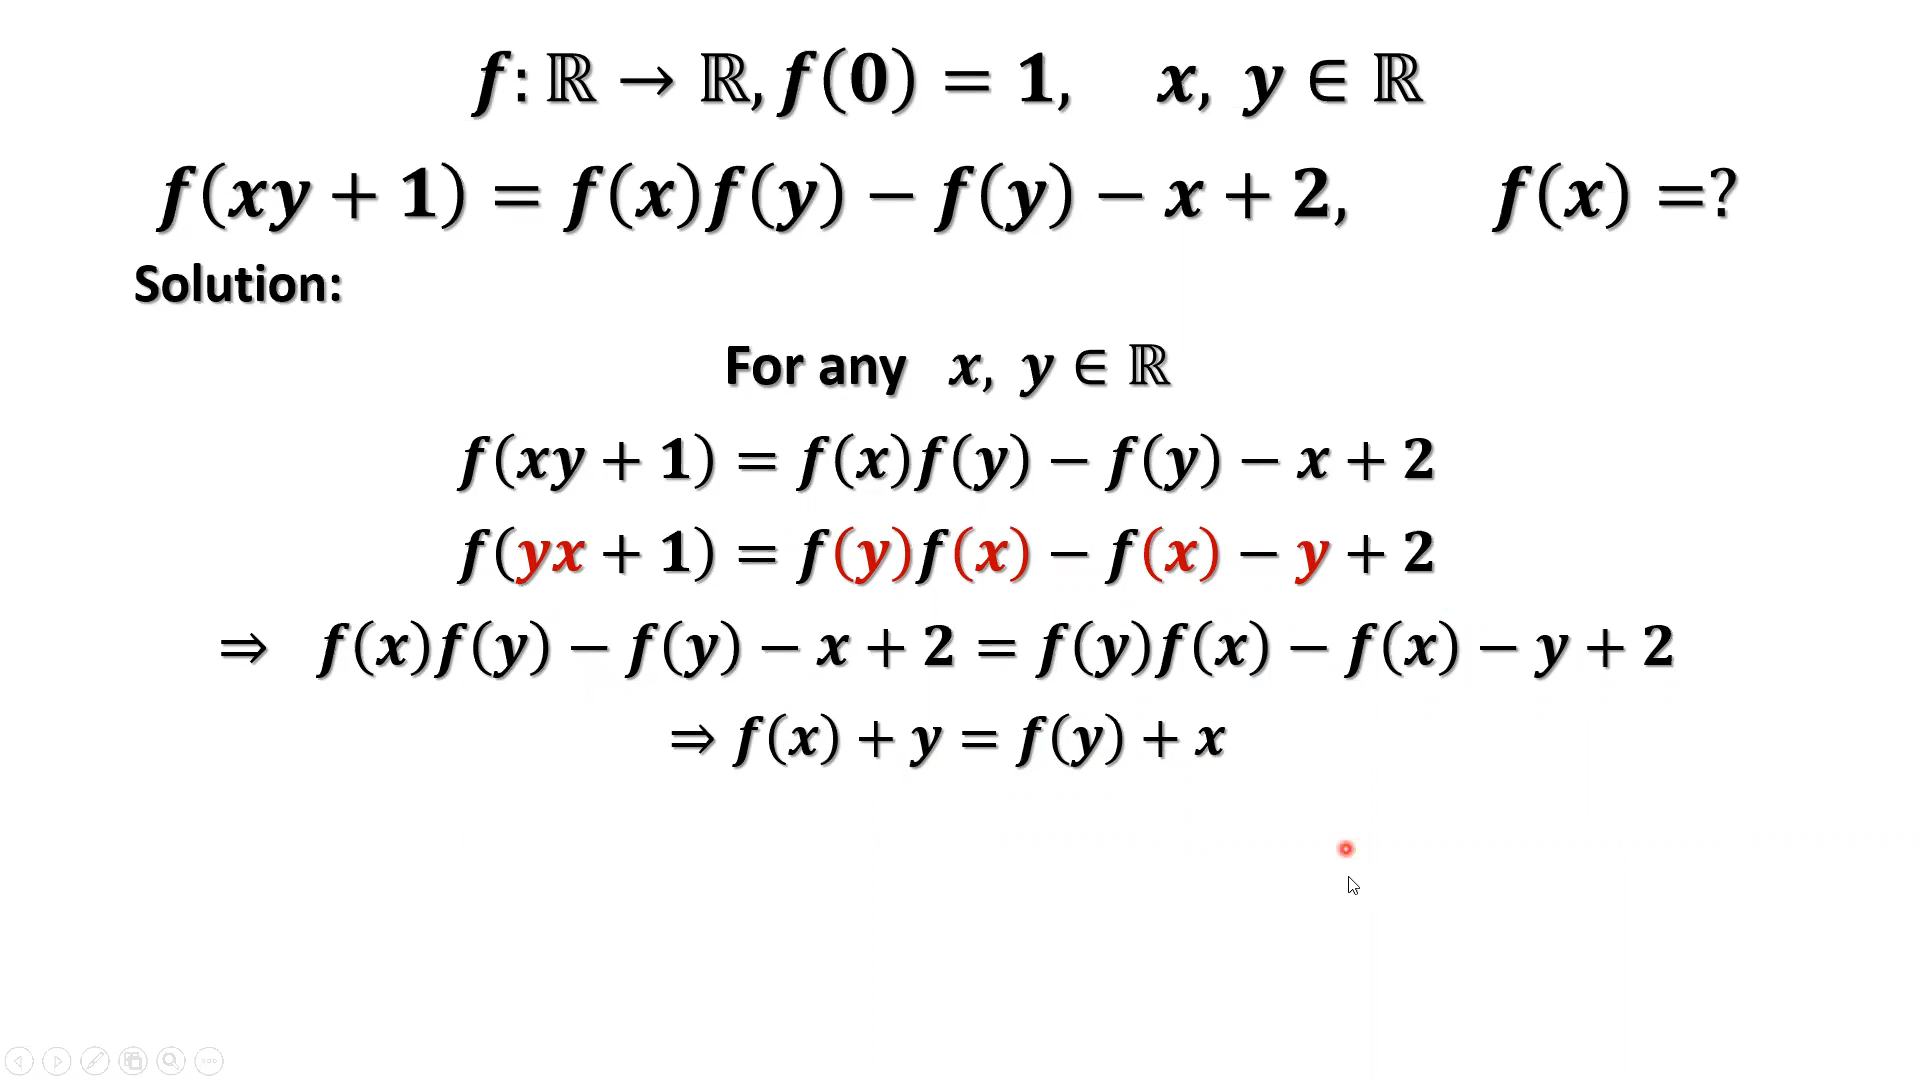 f: ℝ → ℝ, f(0) = 1, x, y ∈ ℝ
f(xy + 1) = f(x)f(y) − f(y) − x + 2, f(x) =?
Solution:
For any x, y ∈ ℝ
f(xy + 1) = f(x)f(y) − f(y) − x + 2
f(yx + 1) = f(y)f(x) − f(x) − y + 2
⇒ f(x)f(y) − f(y) − x + 2 = f(y)f(x) − f(x) − y + 2
⇒ f(x) + y = f(y) + x